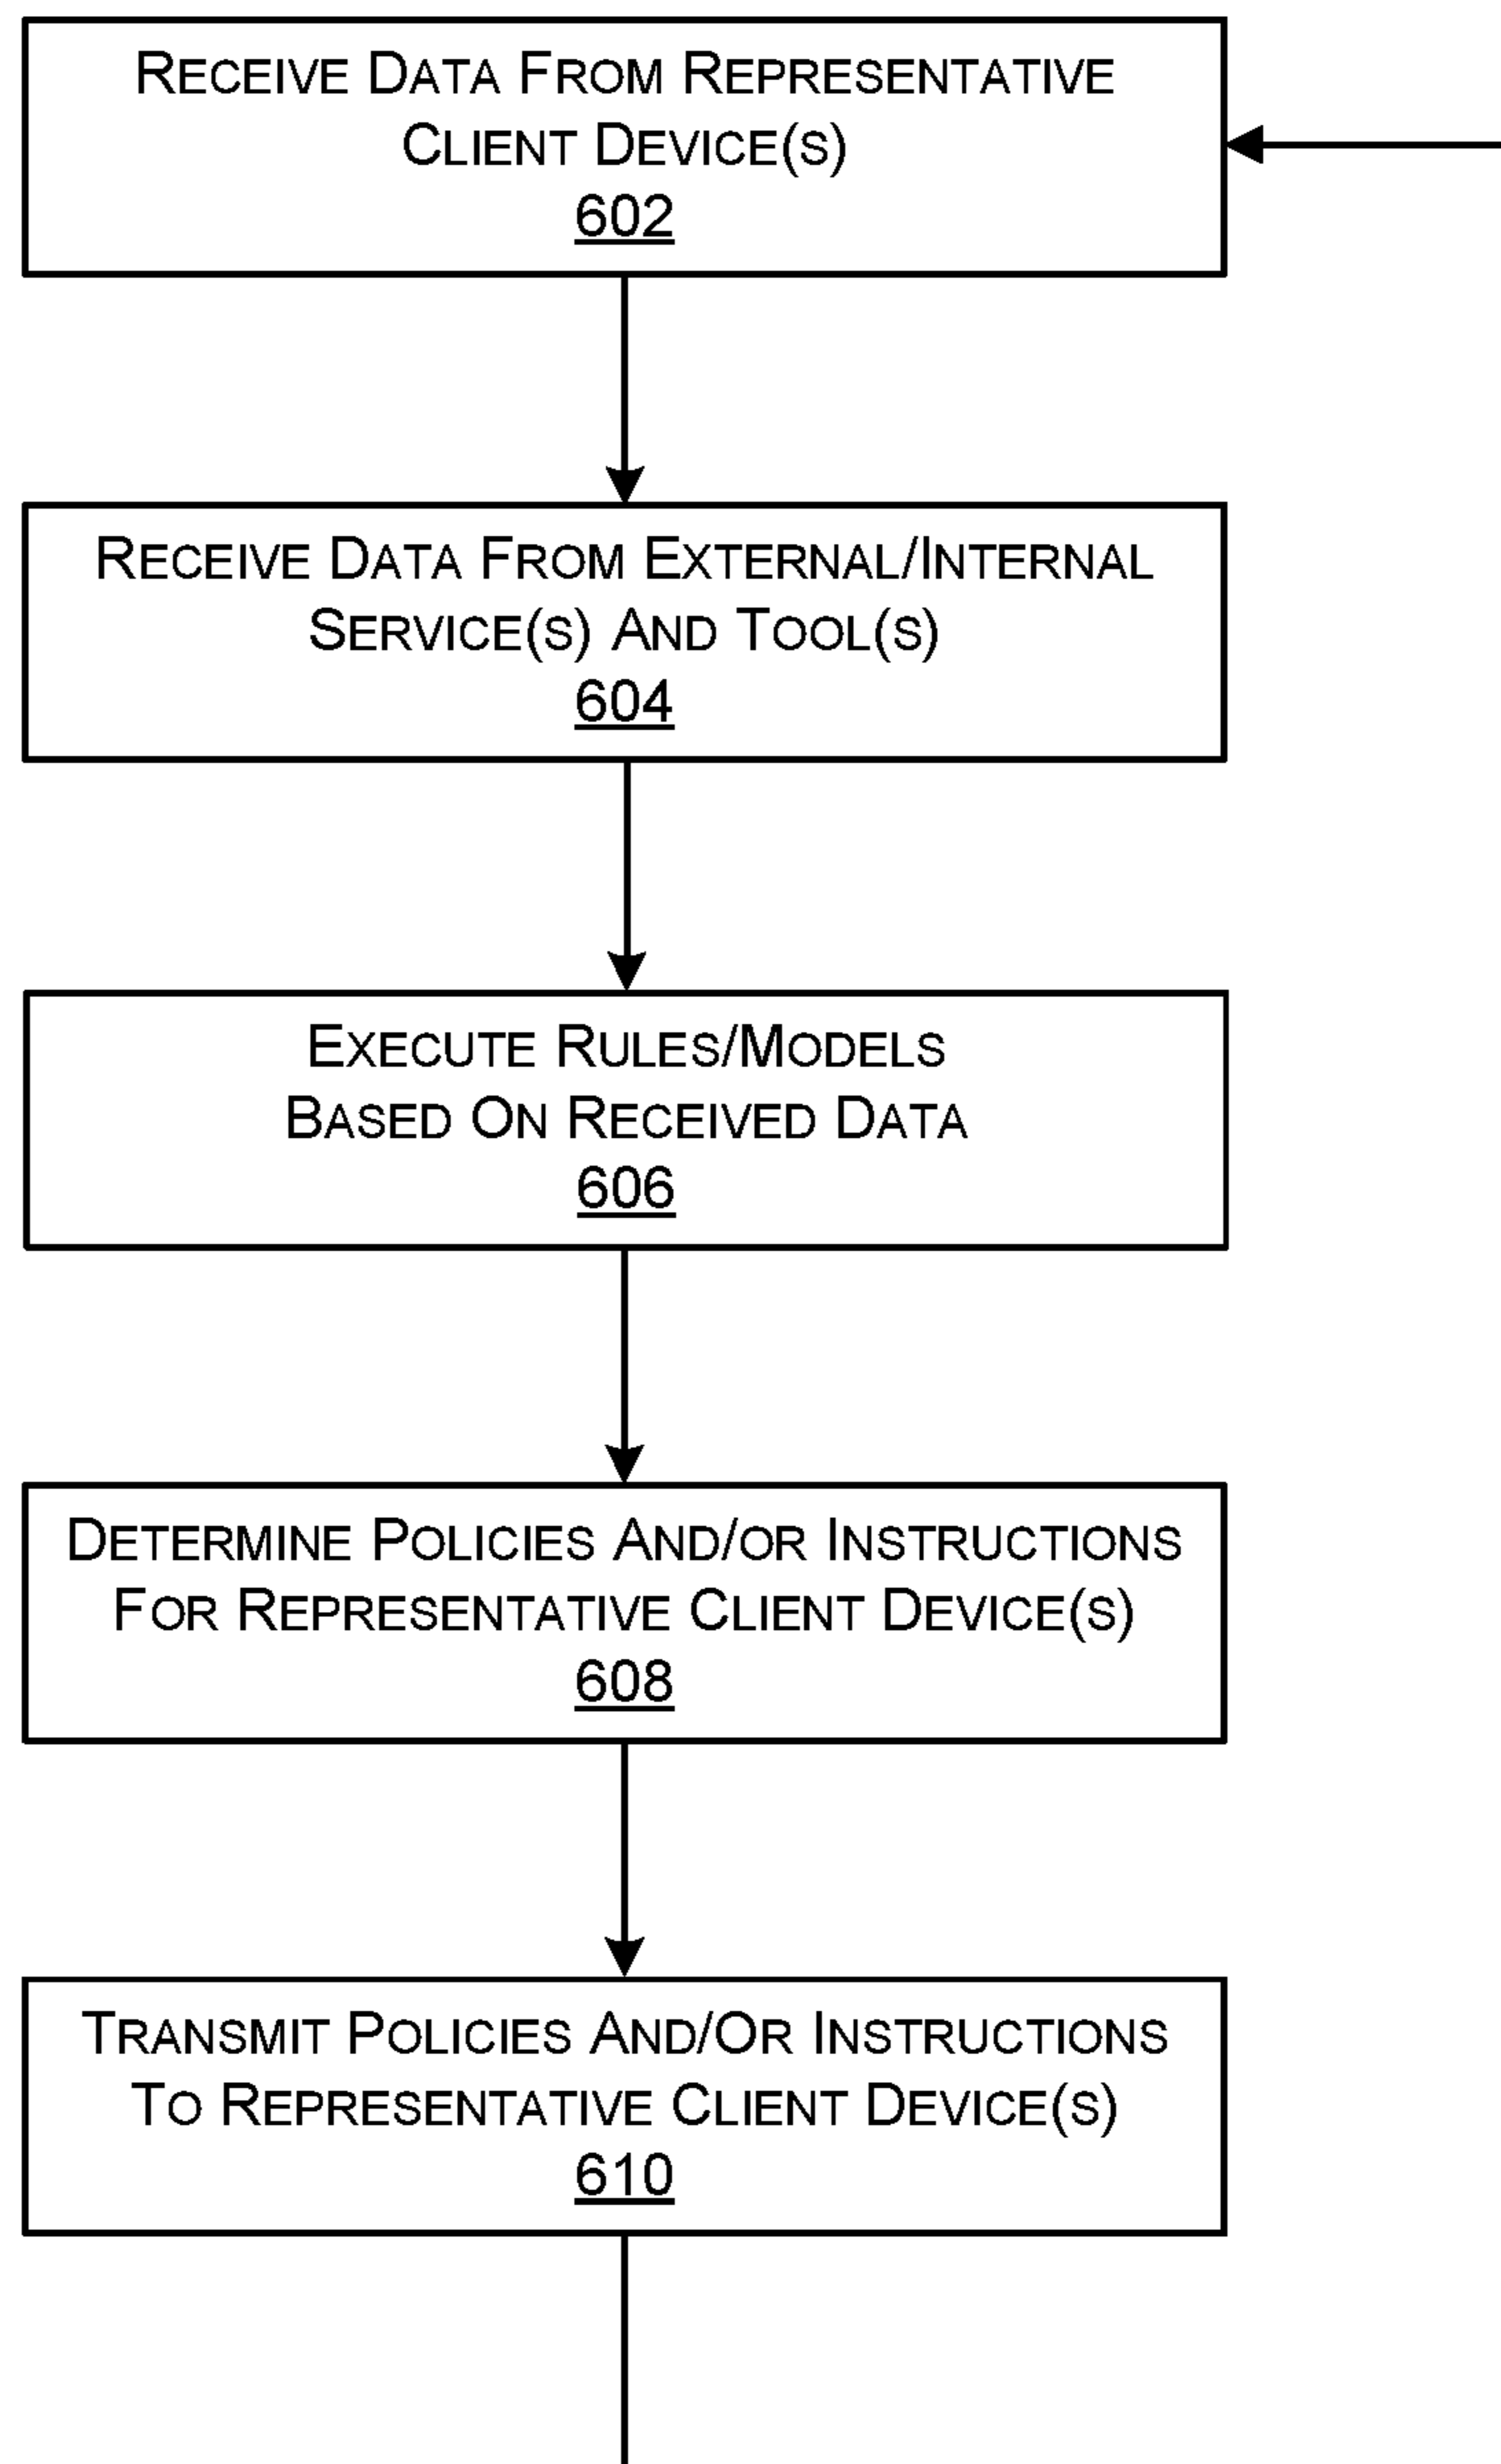 RECEIVE DATA FROM REPRESENTATIVE
CLIENT DEVICE(S)
602
RECEIVE DATA FROM EXTERNAL/INTERNAL
SERVICE(S) AND TOOL(S)
604
EXECUTE RULES/MODELS
BASED ON RECEIVED DATA
606
DETERMINE POLICIES AND/OR INSTRUCTIONS
FOR REPRESENTATIVE CLIENT DEVICE(S)
608
TRANSMIT POLICIES AND/OR INSTRUCTIONS
TO REPRESENTATIVE CLIENT DEVICE(S)
610